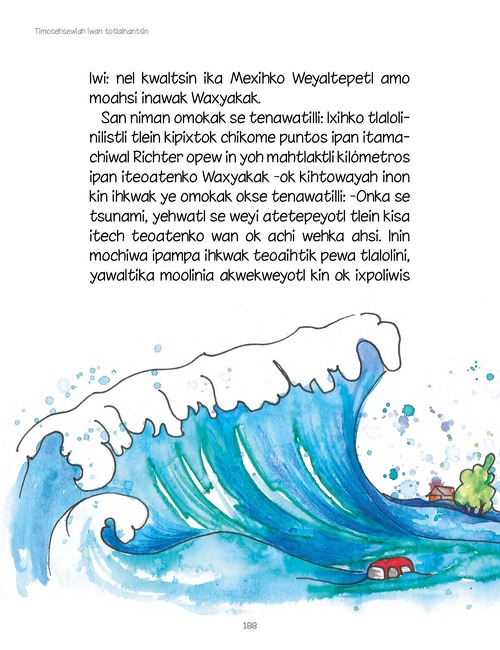 Timosehsewiah iwan totlalnantsin
Iwi: nel kwaltsin ika Mexihko Weyaltepetl amo
moahsi inawak Waxyakak.
San niman omokak se tenawatilli: Ixihko tlaloli-
nilistli tlein kipixtok chikome puntos ipan itama-
chiwal Richter opew in yoh mahtlaktli kilómetros
ipan iteoatenko Waxyakak -ok kihtowayah inon
kin ihkwak ye omokak okse tenawatilli: -Onka se
tsunami, yehwatl se weyi atetepeyotl tlein kisa
itech teoatenko wan ok achi wehka ahsi. Inin
mochiwa ipampa ihkwak teoaihtik pewa tlalolini,
yawaltika moolinia akwekweyotl kin ok ixpoliwis
188